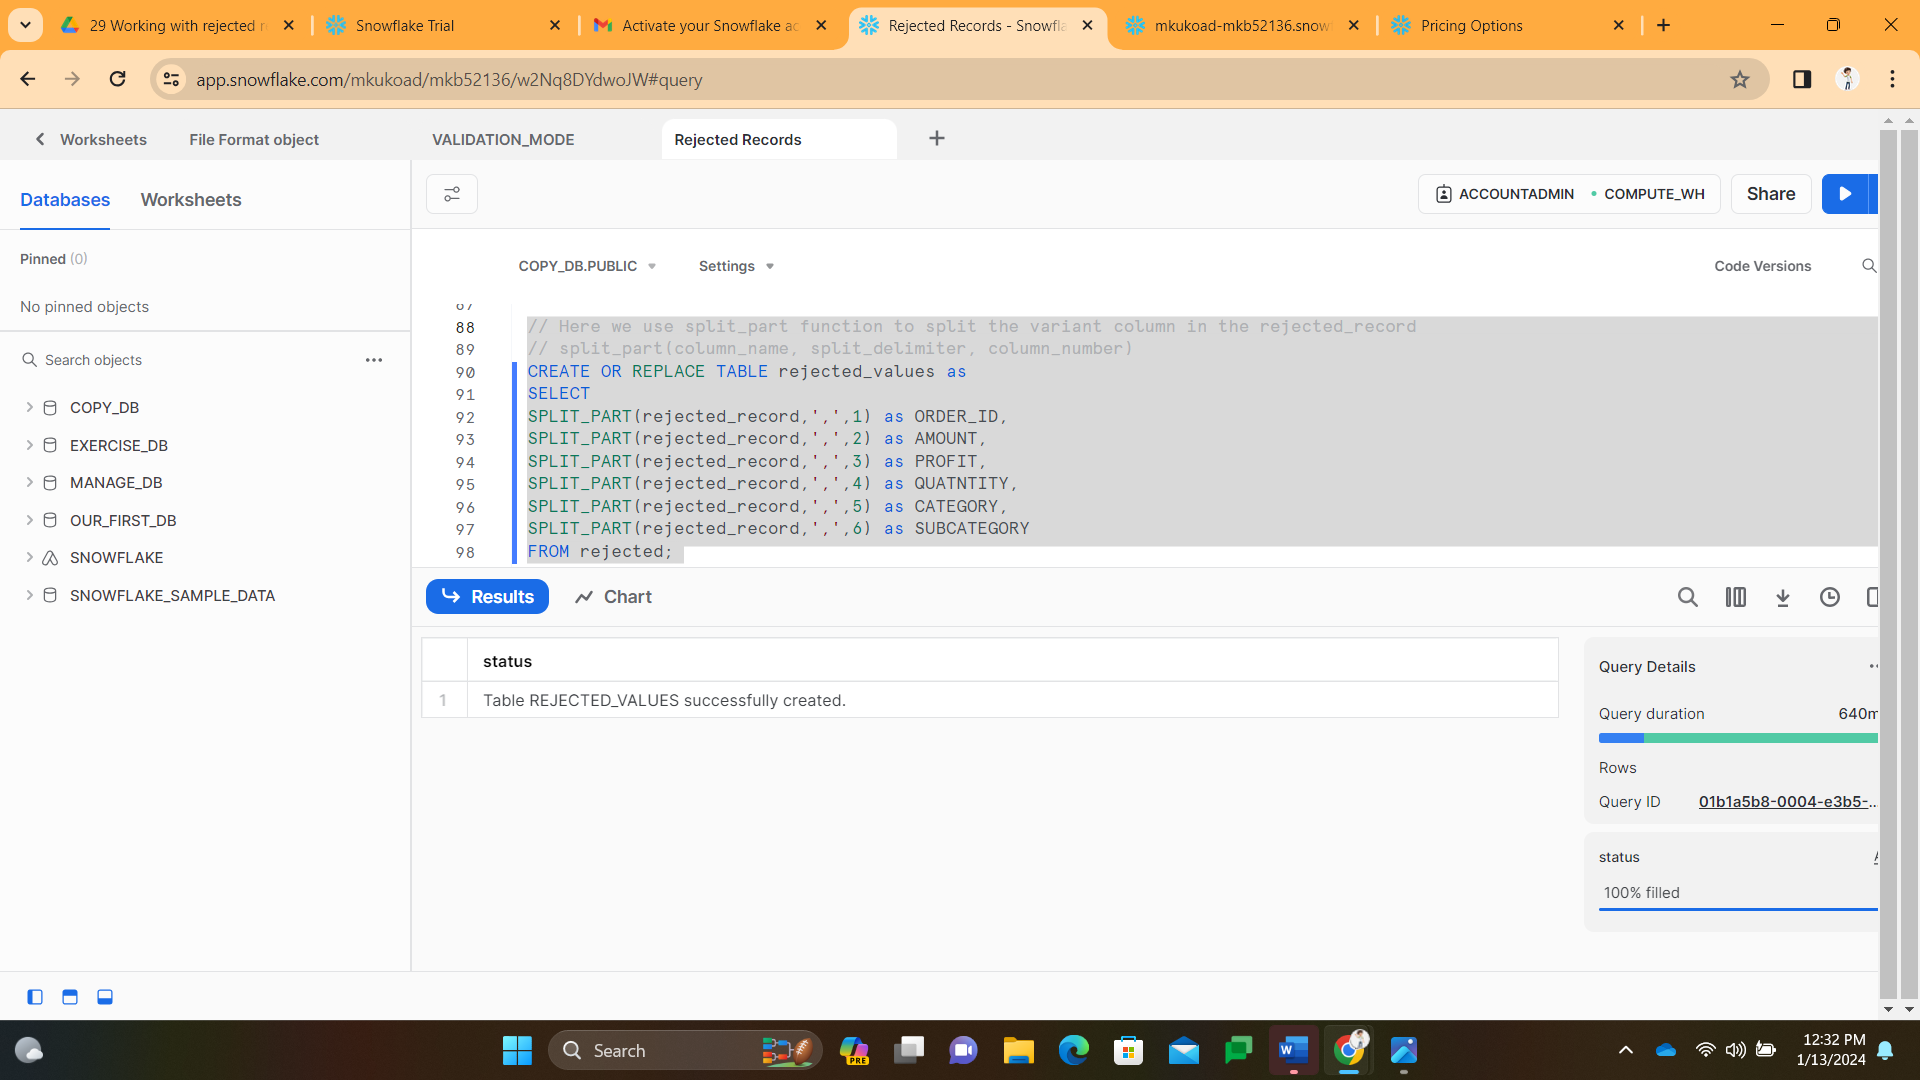 29 Working with rejected r
Snowflake Trial
Activate your Snowflake ac
Rejected Records - Snowfla
mkukoad-mkb52136.snowf
Pricing Options
app.snowflake.com/mkukoad/mkb52136/w2Nq8DYdwoJW#query
Worksheets
File Format object
VALIDATION_MODE
Rejected Records
Databases
Worksheets
ACCOUNTADMIN
COMPUTE_WH
Share
Pinned (0)
No pinned objects
COPY_DB.PUBLIC
Settings
Code Versions
Search objects
COPY_DB
EXERCISE_DB
MANAGE_DB
OUR_FIRST_DB
SNOWFLAKE
SNOWFLAKE_SAMPLE_DATA
87
88 // Here we use split_part function to split the variant column in the rejected_record
89 // split_part(column_name, split_delimiter, column_number)
90 CREATE OR REPLACE TABLE rejected_values as
91 SELECT
92 SPLIT_PART(rejected_record,',',1) as ORDER_ID,
93 SPLIT_PART(rejected_record,',',2) as AMOUNT,
94 SPLIT_PART(rejected_record,',',3) as PROFIT,
95 SPLIT_PART(rejected_record,',',4) as QUATNTITY,
96 SPLIT_PART(rejected_record,',',5) as CATEGORY,
97 SPLIT_PART(rejected_record,',',6) as SUBCATEGORY
98 FROM rejected;
Results
Chart
status
1 Table REJECTED_VALUES successfully created.
Query Details
Query duration 640m
Rows
Query ID 01b1a5b8-0004-e3b5-...
status
100% filled
Search
PRE
12:32 PM
1/13/2024